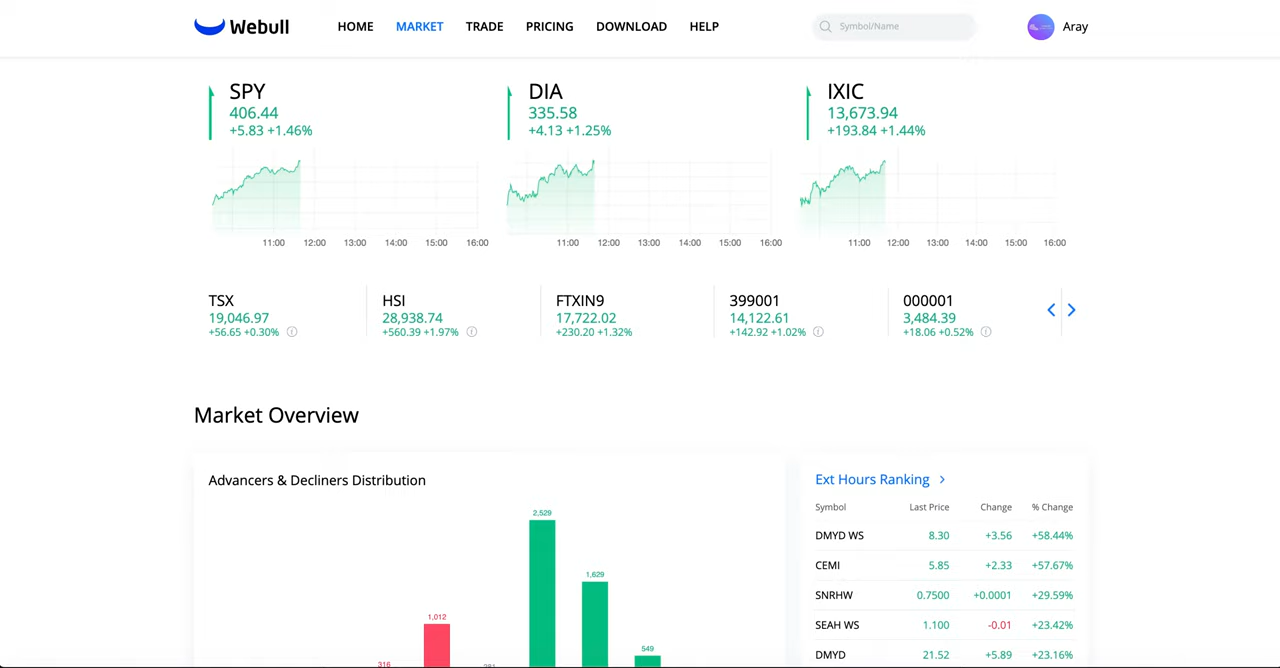 Webull
HOME MARKET TRADE PRICING DOWNLOAD HELP
Symbol/Name
Aray
SPY
406.44
+5.83 +1.46%
DIA
335.58
+4.13 +1.25%
IXIC
13,673.94
+193.84 +1.44%
11:00 12:00 13:00 14:00 15:00 16:00
11:00 12:00 13:00 14:00 15:00 16:00
11:00 12:00 13:00 14:00 15:00 16:00
TSX
19,046.97
+56.65 +0.30%
HSI
28,938.74
+560.39 +1.97%
FTXIN9
17,722.02
+230.20 +1.32%
399001
14,122.61
+142.92 +1.02%
000001
3,484.39
+18.06 +0.52%
Market Overview
Advancers & Decliners Distribution
2,529
1,629
1,012
549
316
Ext Hours Ranking
Symbol Last Price Change % Change
DMYD WS 8.30 +3.56 +58.44%
CEMI 5.85 +2.33 +57.67%
SNRHW 0.7500 +0.0001 +29.59%
SEAH WS 1.100 -0.01 +23.42%
DMYD 21.52 +5.89 +23.16%